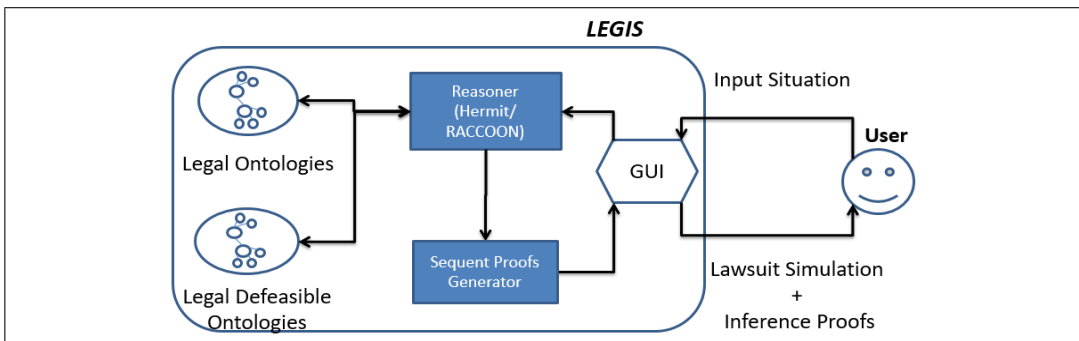 LEGIS
Input Situation
Reasoner
(Hermit/
RACCOON)
User
Legal Ontologies
GUI
Sequent Proofs
Generator
Legal Defeasible
Ontologies
Lawsuit Simulation
+
Inference Proofs